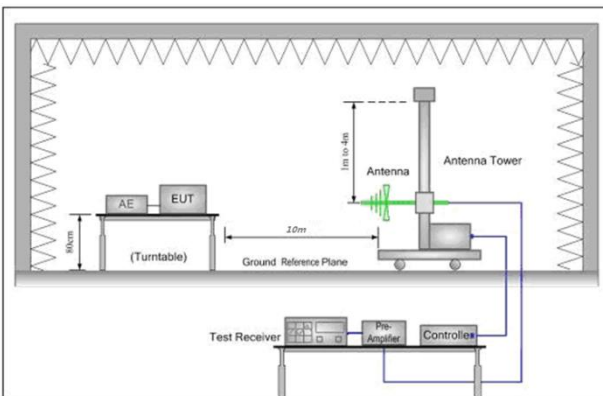 1m to 4m
Antenna
Antenna Tower
AE
EUT
80cm
(Turntable)
10m
Ground Reference Plane
Test Receiver
Pre-
Amplifier
Controller